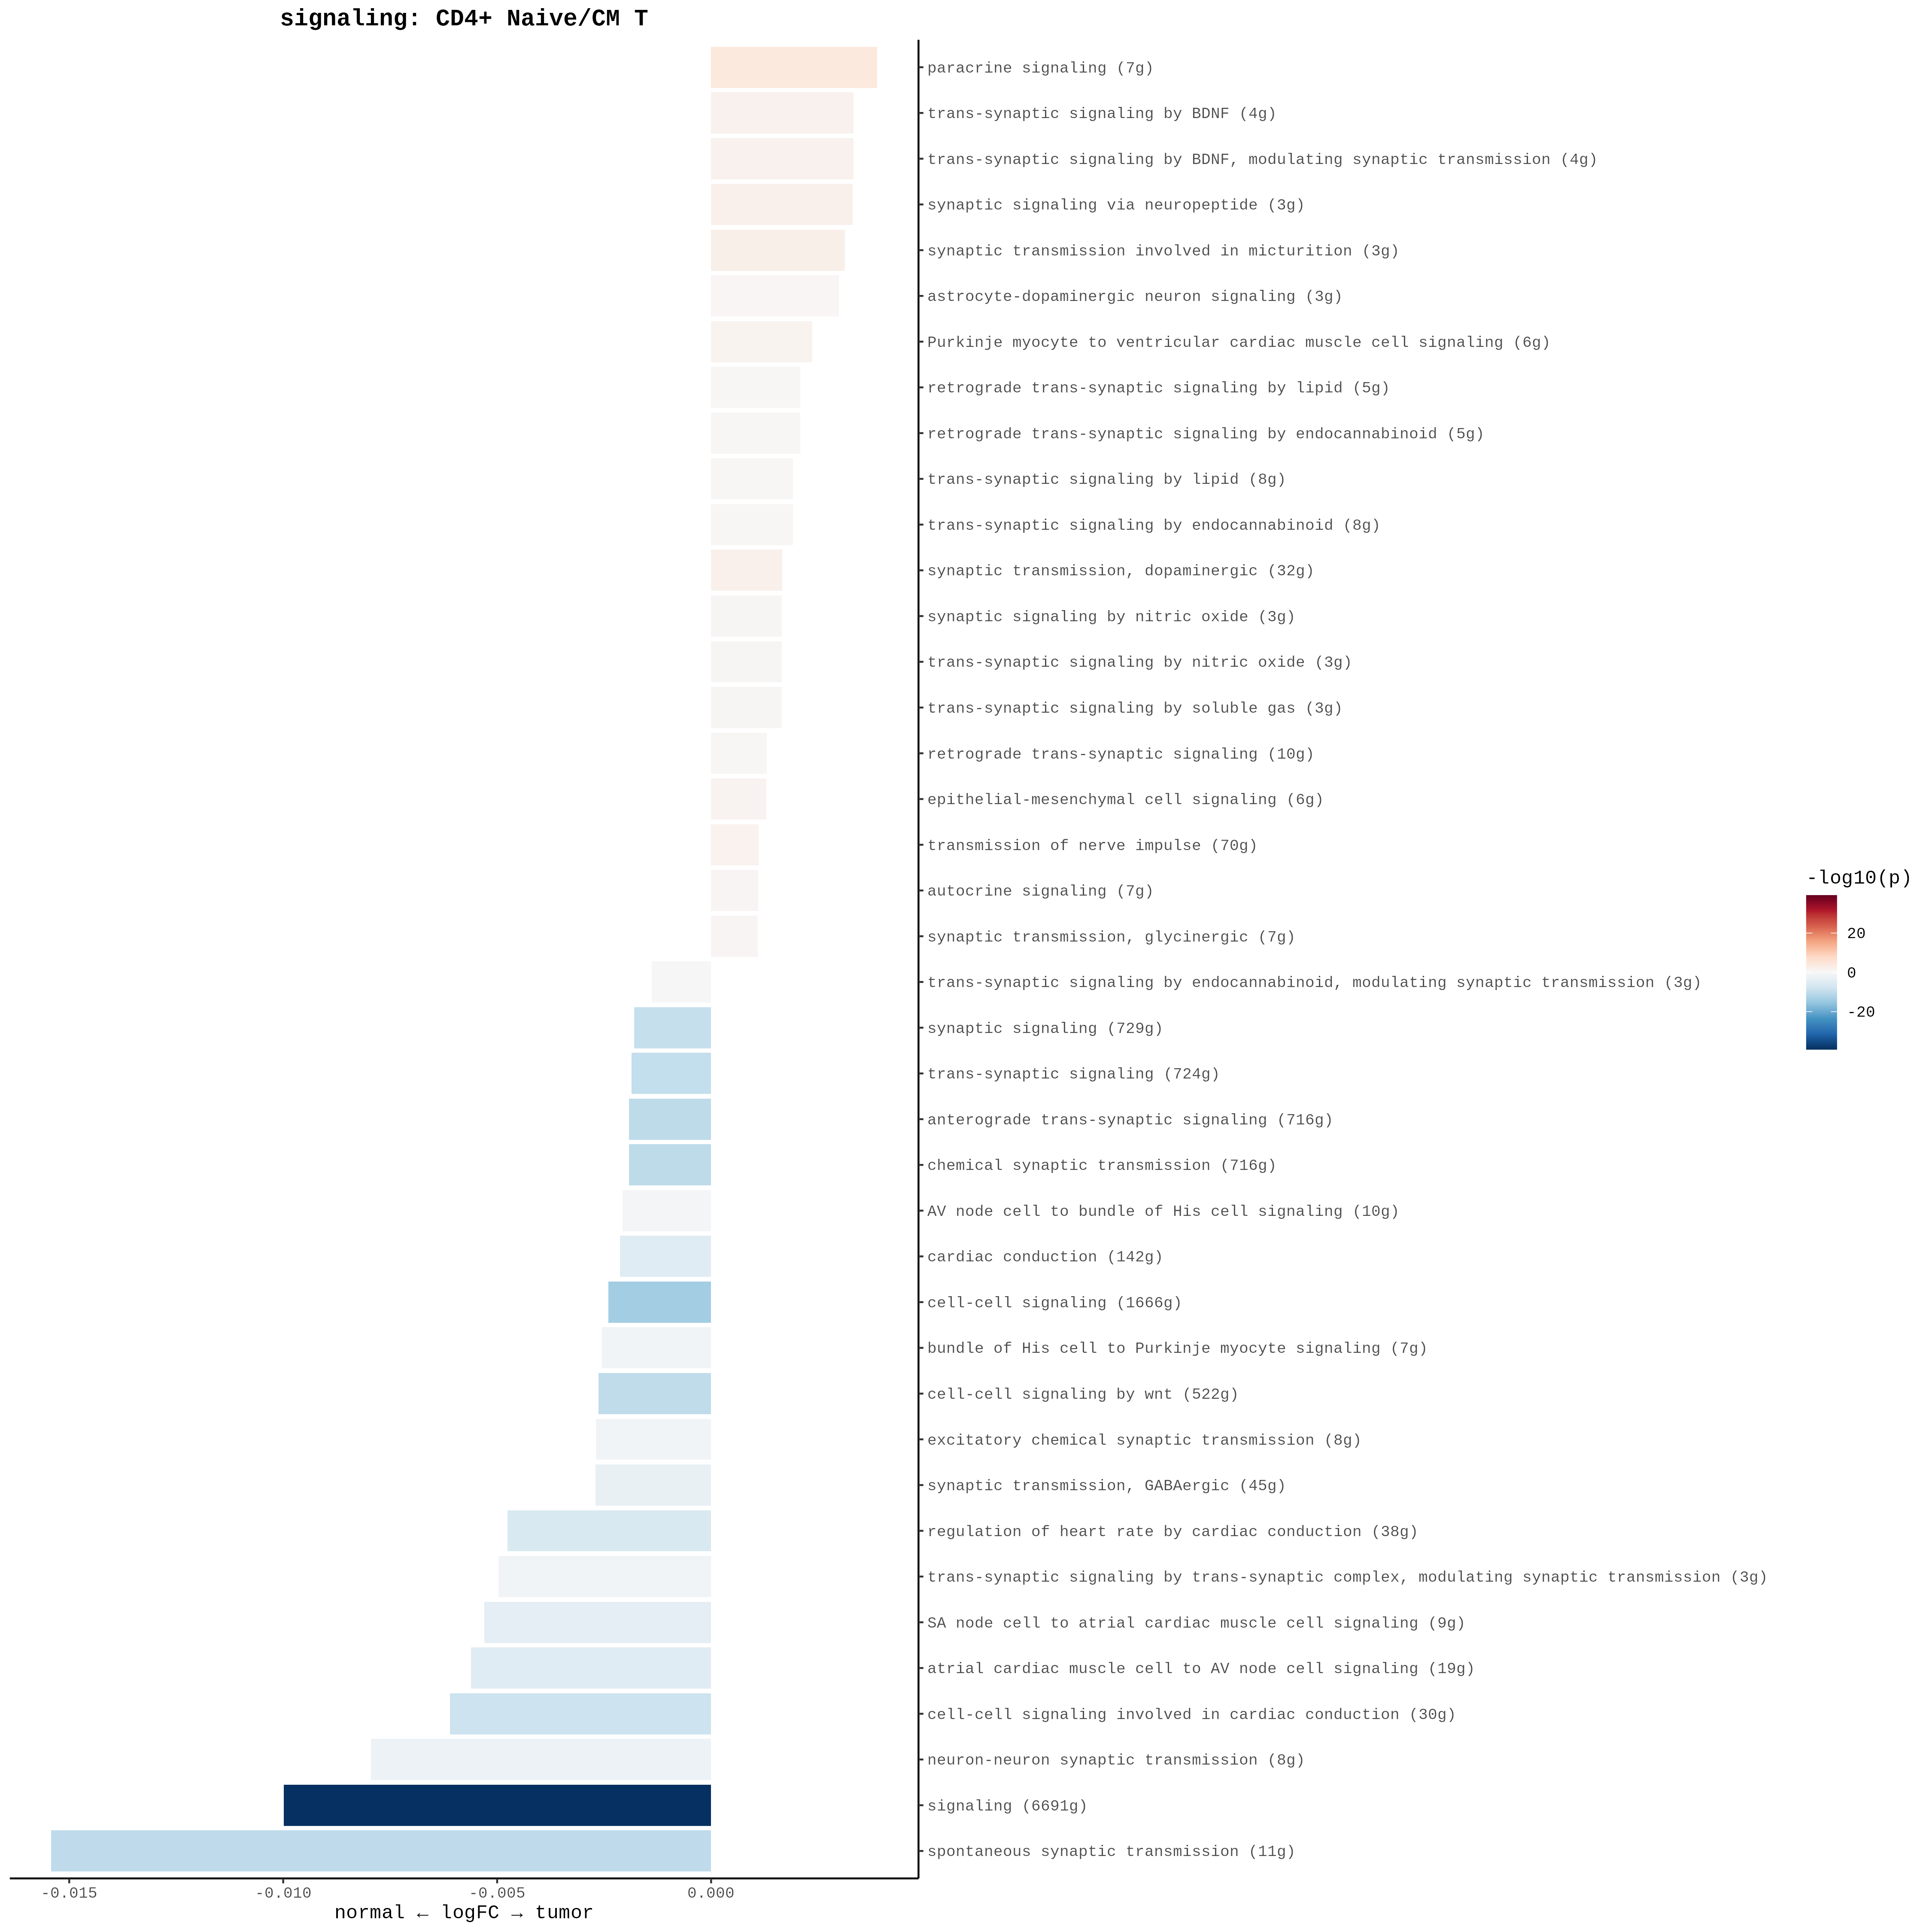 signaling: CD4+ Naive/CM T
paracrine signaling (7g)
trans-synaptic signaling by BDNF (4g)
trans-synaptic signaling by BDNF, modulating synaptic transmission (4g)
synaptic signaling via neuropeptide (3g)
synaptic transmission involved in micturition (3g)
astrocyte-dopaminergic neuron signaling (3g)
Purkinje myocyte to ventricular cardiac muscle cell signaling (6g)
retrograde trans-synaptic signaling by lipid (5g)
retrograde trans-synaptic signaling by endocannabinoid (5g)
trans-synaptic signaling by lipid (8g)
trans-synaptic signaling by endocannabinoid (8g)
synaptic transmission, dopaminergic (32g)
synaptic signaling by nitric oxide (3g)
trans-synaptic signaling by nitric oxide (3g)
trans-synaptic signaling by soluble gas (3g)
retrograde trans-synaptic signaling (10g)
epithelial-mesenchymal cell signaling (6g)
transmission of nerve impulse (70g)
autocrine signaling (7g)
synaptic transmission, glycinergic (7g)
trans-synaptic signaling by endocannabinoid, modulating synaptic transmission (3g)
synaptic signaling (729g)
trans-synaptic signaling (724g)
anterograde trans-synaptic signaling (716g)
chemical synaptic transmission (716g)
AV node cell to bundle of His cell signaling (10g)
cardiac conduction (142g)
cell-cell signaling (1666g)
bundle of His cell to Purkinje myocyte signaling (7g)
cell-cell signaling by wnt (522g)
excitatory chemical synaptic transmission (8g)
synaptic transmission, GABAergic (45g)
regulation of heart rate by cardiac conduction (38g)
trans-synaptic signaling by trans-synaptic complex, modulating synaptic transmission (3g)
SA node cell to atrial cardiac muscle cell signaling (9g)
atrial cardiac muscle cell to AV node cell signaling (19g)
cell-cell signaling involved in cardiac conduction (30g)
neuron-neuron synaptic transmission (8g)
signaling (6691g)
spontaneous synaptic transmission (11g)
-0.015 -0.010 -0.005 0.000
normal ← logFC → tumor
-log10(p)
20
0
-20